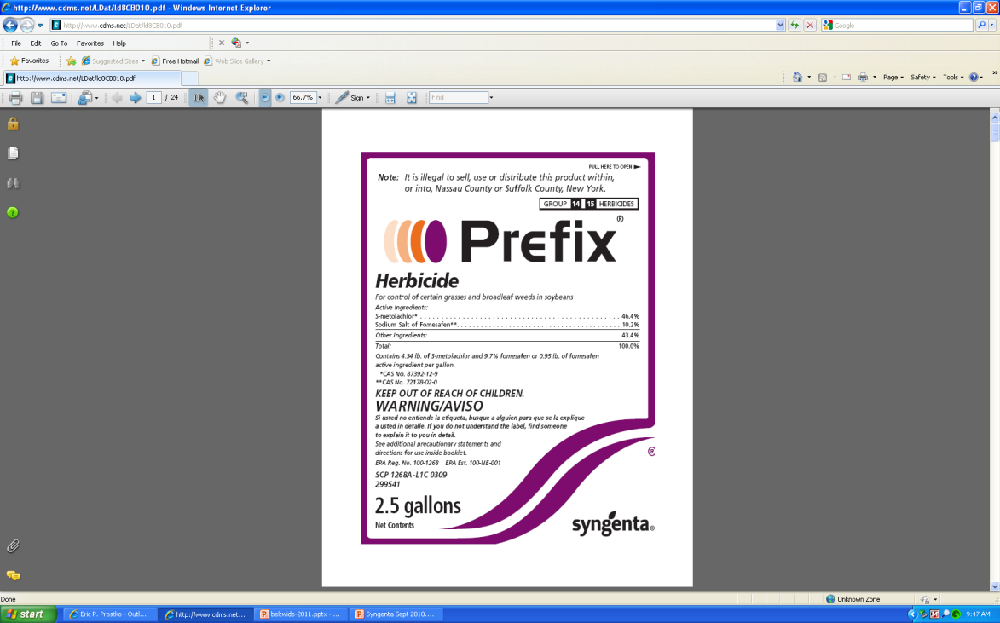 http://www.cdms.net/LDat/ld8CB010.pdf - Windows Internet Explorer
http://www.cdms.net/LDat/ld8CB010.pdf
Google
File Edit Go To Favorites Help
X
Favorites Suggested Sites Free Hotmail Web Slice Gallery
http://www.cdms.net/LDat/ld8CB010.pdf
Page Safety Tools
1 / 24 66.7% Sign Find
PULL HERE TO OPEN
Note: It is illegal to sell, use or distribute this product within,
or into, Nassau County or Suffolk County, New York.
GROUP 14 15 HERBICIDES
Prefix®
Herbicide
For control of certain grasses and broadleaf weeds in soybeans
Active Ingredients:
S-metolachlor* . . . . . . . . . . . . . . . . . . . . . . . . . . . . . . . . . . . . . . . . . . . . . . . 46.4%
Sodium Salt of Fomesafen**. . . . . . . . . . . . . . . . . . . . . . . . . . . . . . . . . . . . . . 10.2%
Other Ingredients: 43.4%
Total: 100.0%
Contains 4.34 lb. of S-metolachlor and 9.7% fomesafen or 0.95 lb. of fomesafen
active ingredient per gallon.
*CAS No. 87392-12-9
**CAS No. 72178-02-0
KEEP OUT OF REACH OF CHILDREN.
WARNING/AVISO
Si usted no entiende la etiqueta, busque a alguien para que se la explique
a usted in detalle. If you do not understand the label, find someone
to explain it to you in detail.
See additional precautionary statements and
directions for use inside booklet.
EPA Reg. No. 100-1268 EPA Est. 100-NE-001
SCP 1268A-L1C 0309
299541
2.5 gallons
Net Contents
®
syngenta®
Done
Unknown Zone
start Eric P. Prostko - Outl... http://www.cdms.net... beltwide-2011.pptx - ... Syngenta Sept 2010.... 9:47 AM